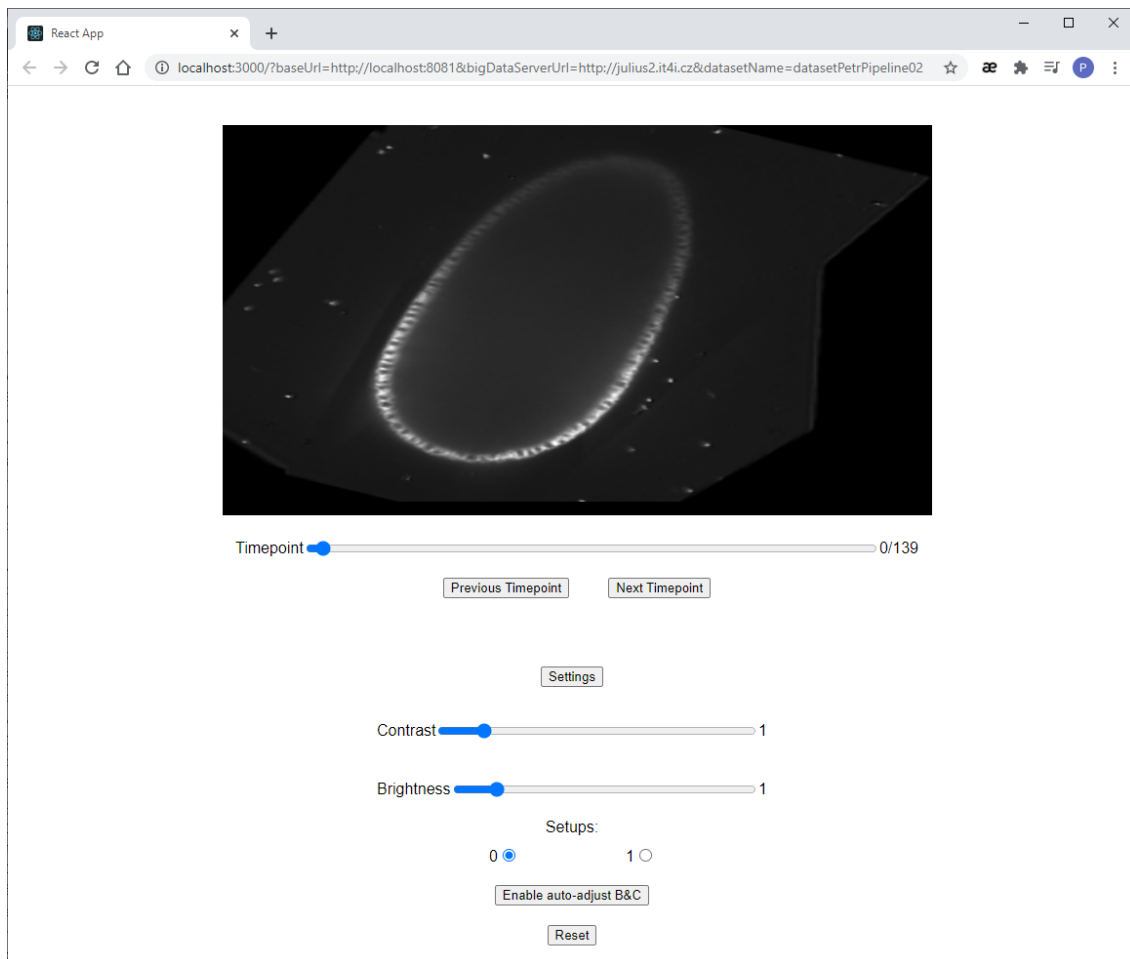 React App
localhost:3000/?baseUrl=http://localhost:8081&bigDataServerUrl=http://julius2.it4i.cz&datasetName=datasetPetrPipeline02
æ
P
Timepoint 0/139
Previous Timepoint Next Timepoint
Settings
Contrast 1
Brightness 1
Setups:
0 1
Enable auto-adjust B&C
Reset